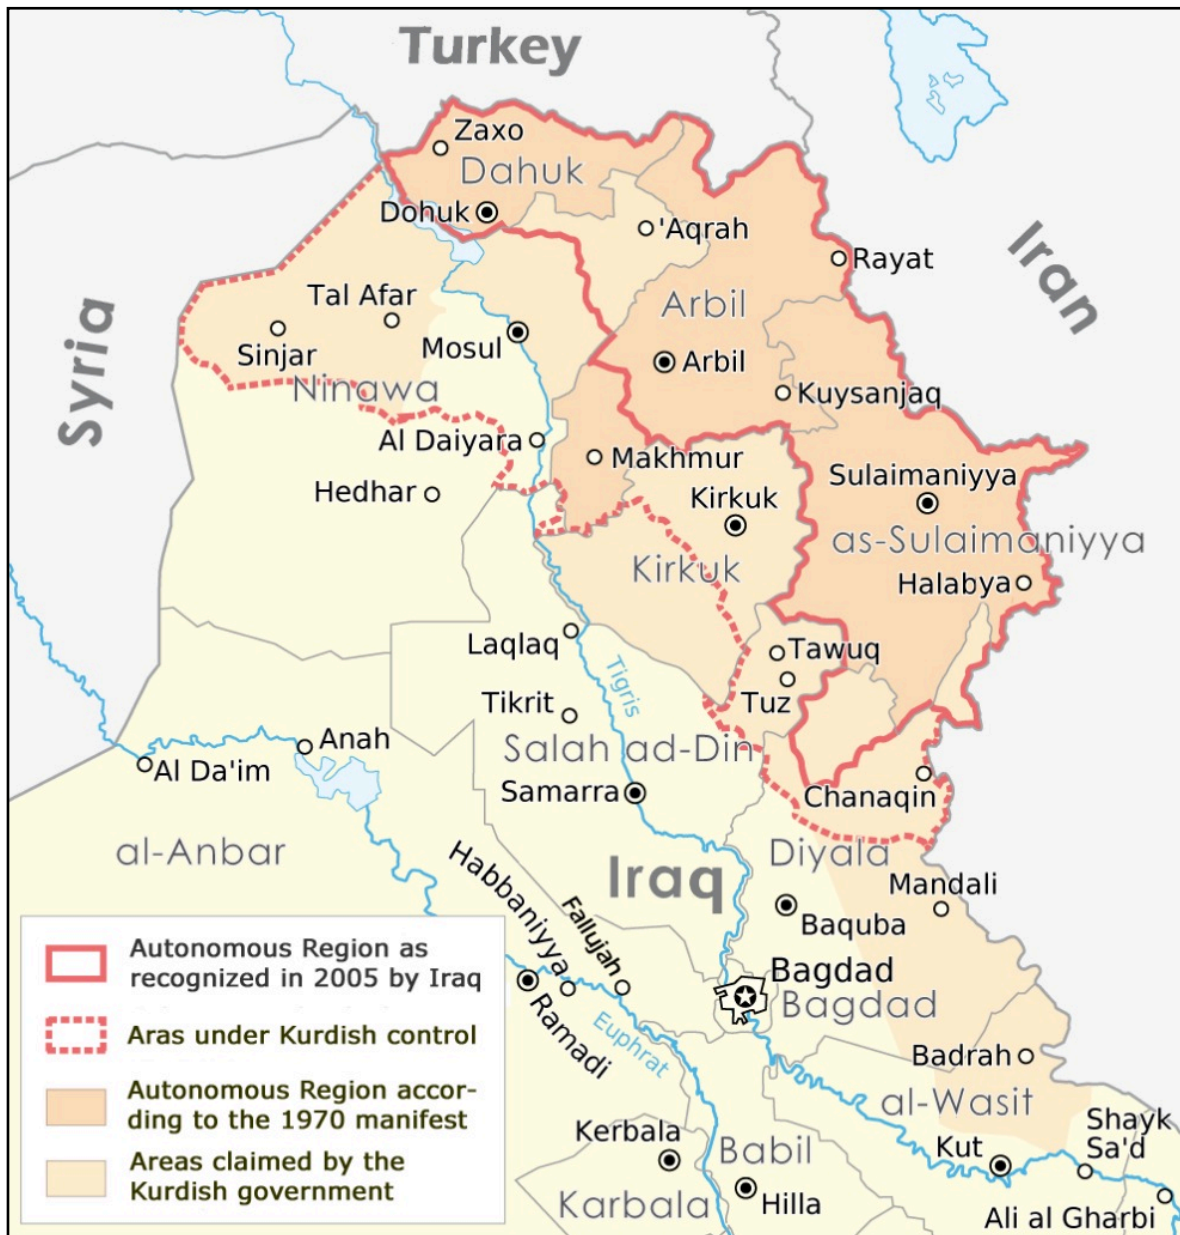 Turkey
Zaxo
Dahuk
Dohuk
'Aqrah
Rayat
Iran
Syria
Tal Afar
Sinjar
Mosul
Ninawa
Arbil
Arbil
Kuysanjaq
Al Daiyara
Makhmur
Hedhar
Kirkuk
Sulaimaniyya
as-Sulaimaniyya
Kirkuk
Halabya
Laqlaq
Tigris
Tawuq
Tuz
Tikrit
Salah ad-Din
Anah
Al Da'im
Samarra
Chanaqin
al-Anbar
Iraq
Diyala
Mandali
Habbaniyya
Fallujah
Baquba
Bagdad
Bagdad
Ramadi
Euphrat
Badrah
al-Wasit
Shayk
Sa'd
Kerbala
Babil
Kut
Karbala
Hilla
Ali al Gharbi
Autonomous Region as
recognized in 2005 by Iraq
Aras under Kurdish control
Autonomous Region accor-
ding to the 1970 manifest
Areas claimed by the
Kurdish government